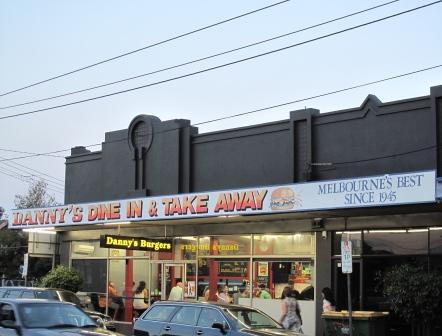 DANNY'S DINE IN & TAKE AWAY
MELBOURNE'S BEST
SINCE 1945
Danny's Burgers